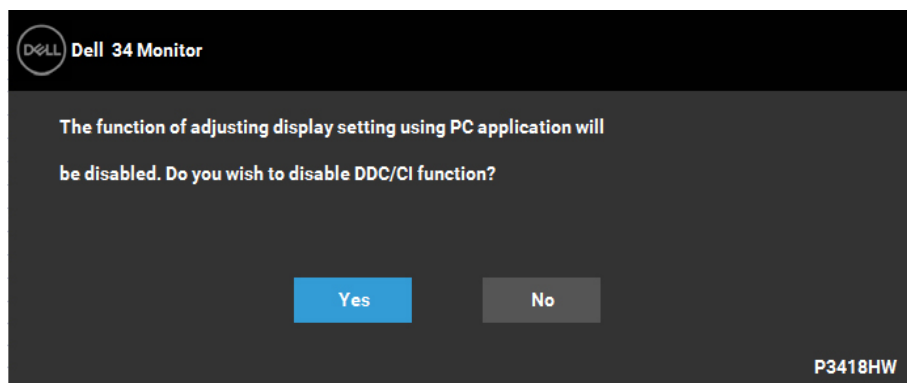 DELL Dell 34 Monitor
The function of adjusting display setting using PC application will
be disabled. Do you wish to disable DDC/CI function?
Yes No
P3418HW